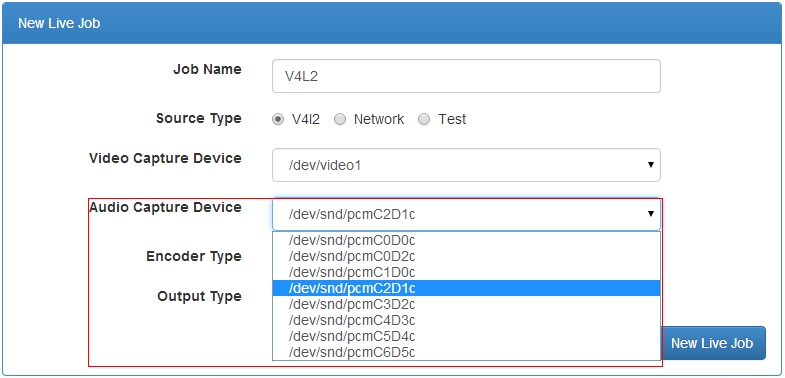 New Live Job
Job Name V4L2
Source Type V4l2 Network Test
Video Capture Device /dev/video1
Audio Capture Device /dev/snd/pcmC2D1c
/dev/snd/pcmC0D0c
Encoder Type /dev/snd/pcmC0D2c
/dev/snd/pcmC1D0c
/dev/snd/pcmC2D1c
Output Type /dev/snd/pcmC3D2c
/dev/snd/pcmC4D3c
/dev/snd/pcmC5D4c
/dev/snd/pcmC6D5c
New Live Job